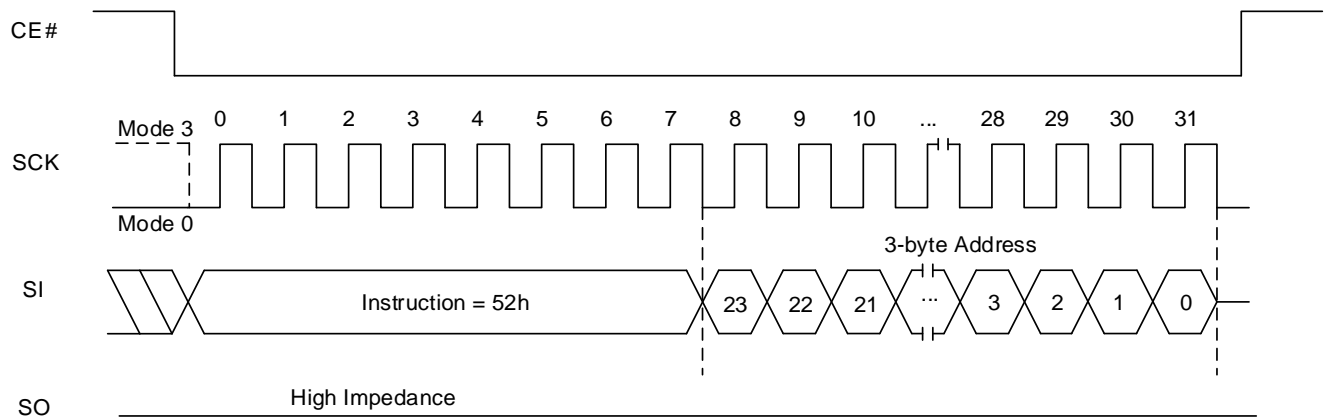 CE#
SCK
Mode 3
Mode 0
0 1 2 3 4 5 6 7 8 9 10 ... 28 29 30 31
3-byte Address
SI
Instruction = 52h
23 22 21 ... 3 2 1 0
SO
High Impedance